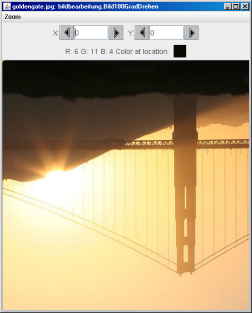 goldengate.jpg: bildbearbeitung.Bild180GradDrehen
Zoom
X: 0 Y: 0
R: 6 G: 11 B: 4 Color at location: